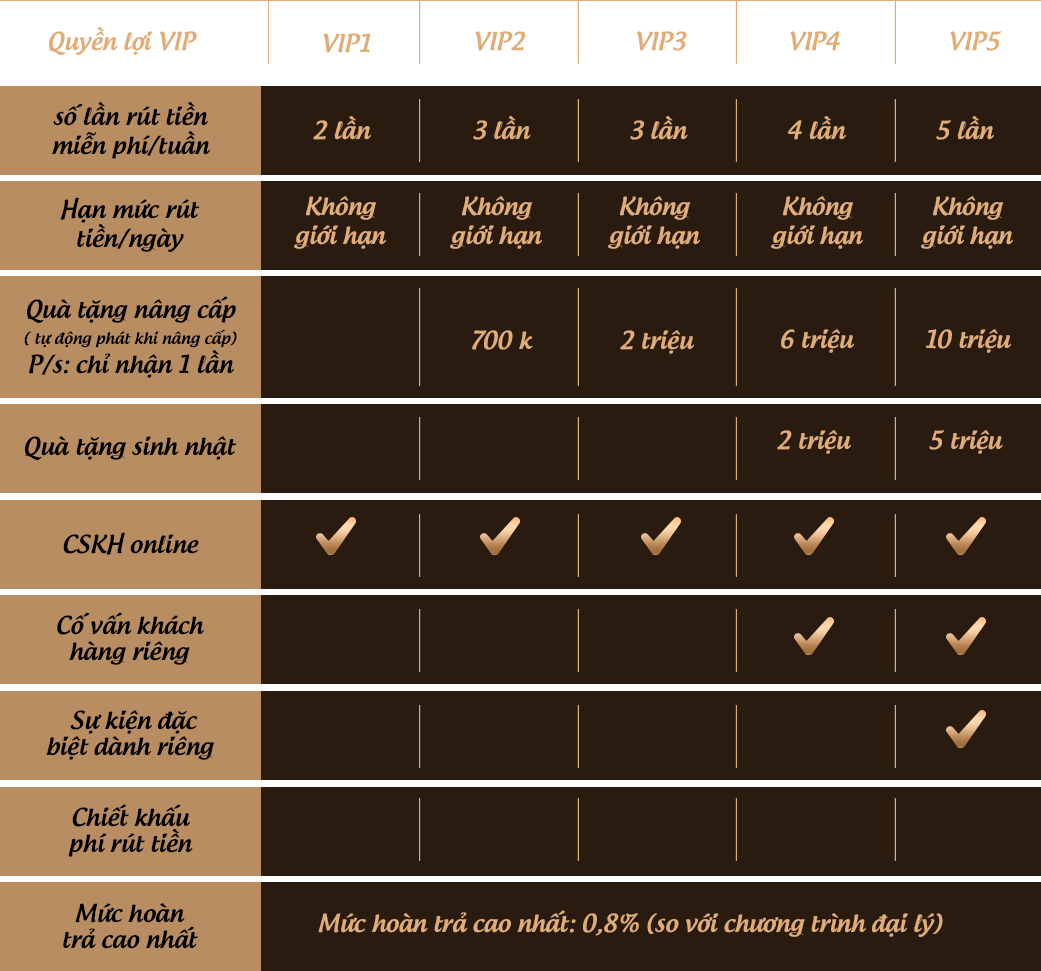 Quyền lợi VIP VIP1 VIP2 VIP3 VIP4 VIP5
số lần rút tiền
miễn phí/tuần
2 lần 3 lần 3 lần 4 lần 5 lần
Hạn mức rút
tiền/ngày
Không Không Không Không Không
giới hạn giới hạn giới hạn giới hạn giới hạn
Quà tặng nâng cấp
( tự động phát khi nâng cấp)
P/s: chỉ nhận 1 lần
700 k 2 triệu 6 triệu 10 triệu
Quà tặng sinh nhật 2 triệu 5 triệu
CSKH online
Cố vấn khách
hàng riêng
Sự kiện đặc
biệt dành riêng
Chiết khấu
phí rút tiền
Mức hoàn
trả cao nhất
Mức hoàn trả cao nhất: 0,8% (so với chương trình đại lý)